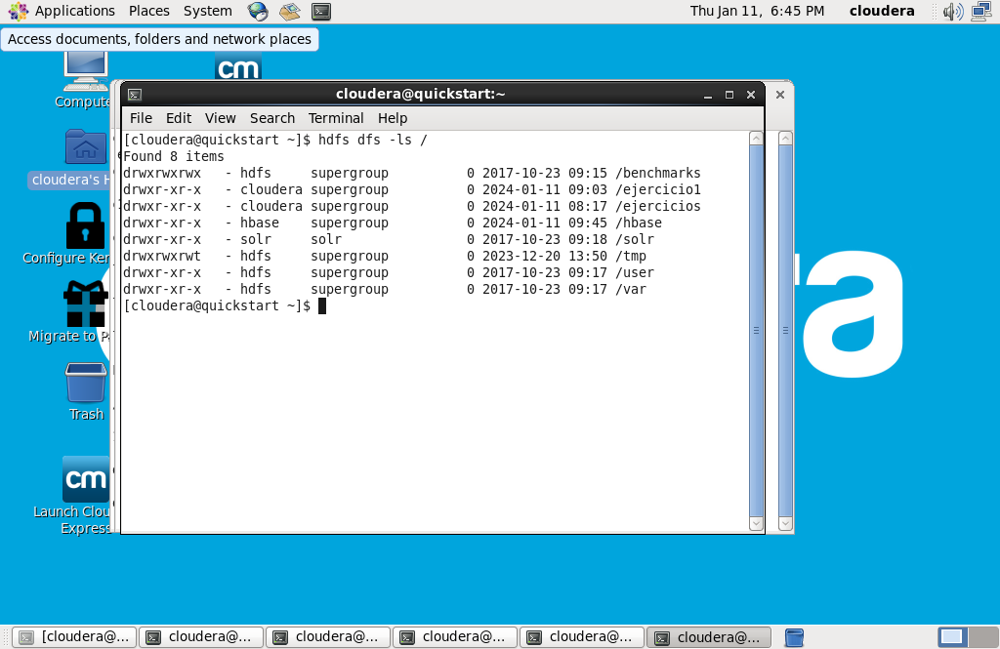 Applications Places System Thu Jan 11, 6:45 PM cloudera
Access documents, folders and network places
cm
Compute
cloudera's H
Configure Ker
Migrate to P
Trash
cm
Launch Clou
Express
cloudera@quickstart:~
File Edit View Search Terminal Help
[cloudera@quickstart ~]$ hdfs dfs -ls /
Found 8 items
drwxrwxrwx   - hdfs     supergroup          0 2017-10-23 09:15 /benchmarks
drwxr-xr-x   - cloudera supergroup          0 2024-01-11 09:03 /ejercicio1
drwxr-xr-x   - cloudera supergroup          0 2024-01-11 08:17 /ejercicios
drwxr-xr-x   - hbase    supergroup          0 2024-01-11 09:45 /hbase
drwxr-xr-x   - solr     solr                0 2017-10-23 09:18 /solr
drwxrwxrwt   - hdfs     supergroup          0 2023-12-20 13:50 /tmp
drwxr-xr-x   - hdfs     supergroup          0 2017-10-23 09:17 /user
drwxr-xr-x   - hdfs     supergroup          0 2017-10-23 09:17 /var
[cloudera@quickstart ~]$
a
[cloudera@... cloudera@... cloudera@... cloudera@... cloudera@... cloudera@...